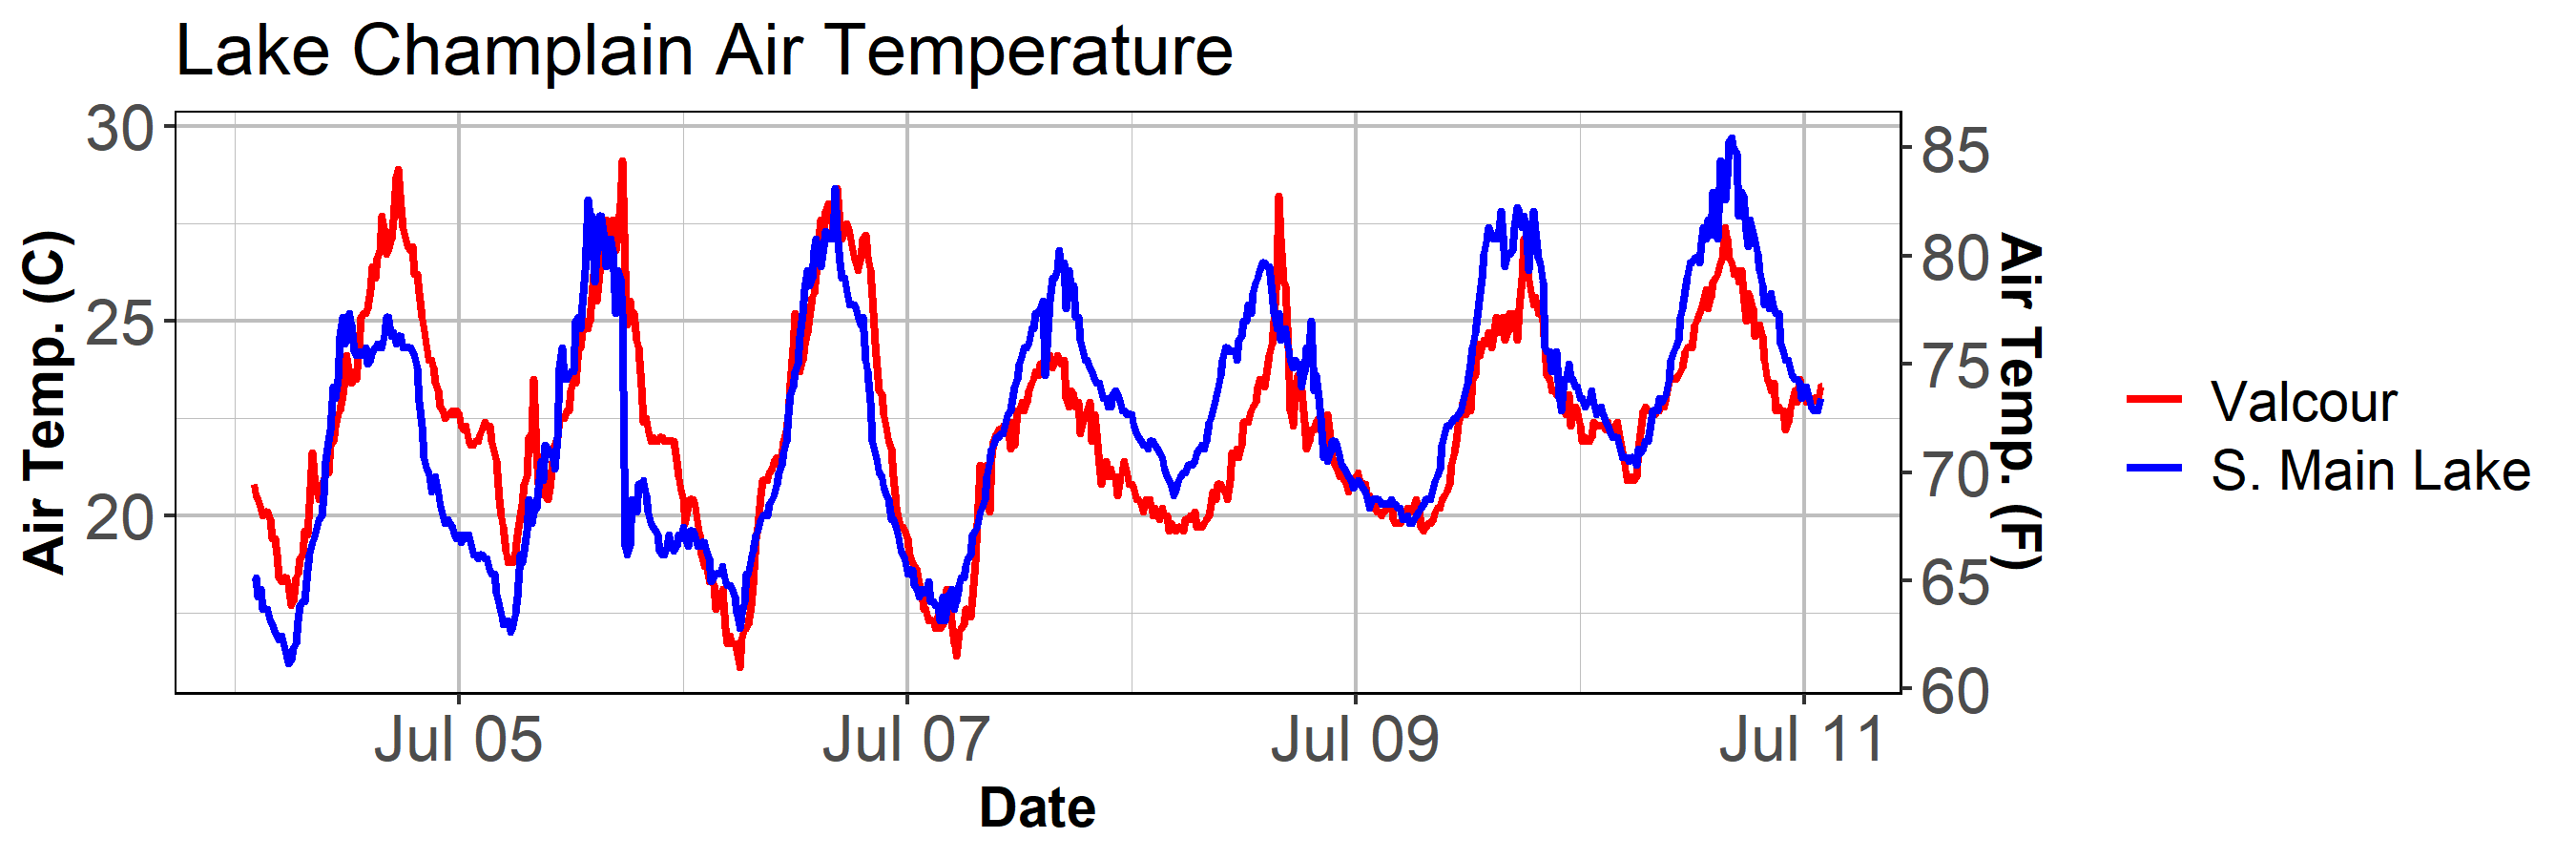 Lake Champlain Air Temperature
Air Temp. (C)
30
25
20
85
80
75
70
65
60
Air Temp. (F)
Jul 05
Jul 07
Jul 09
Jul 11
Date
Valcour
S. Main Lake